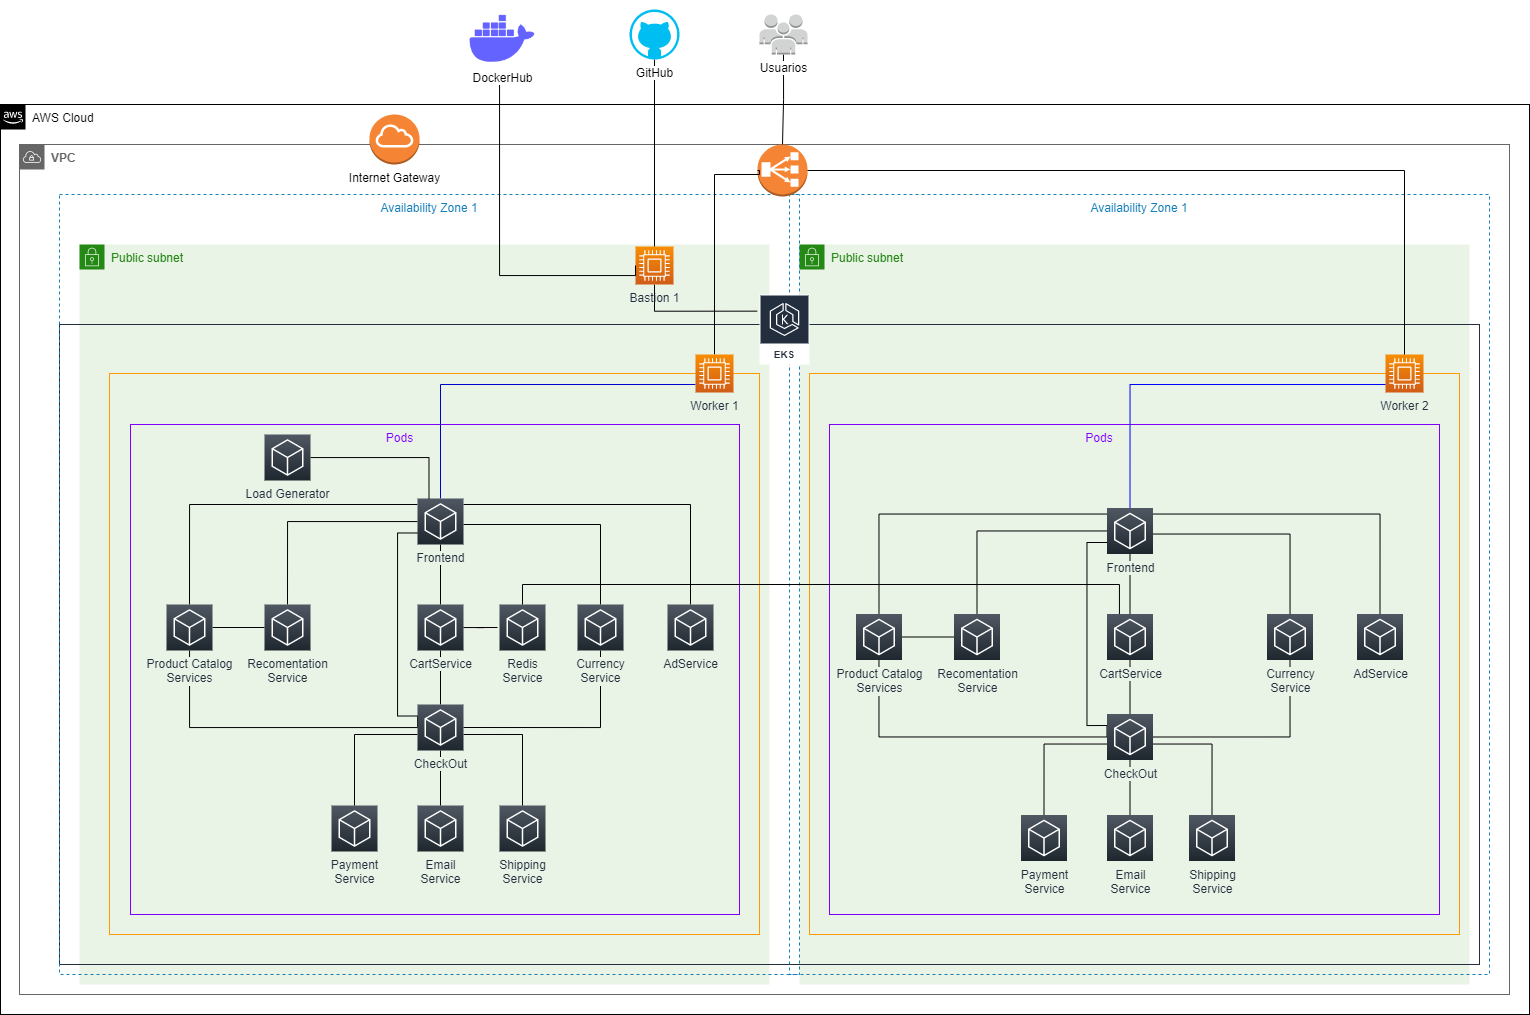 DockerHub
GitHub
Usuarios
aws
AWS Cloud
VPC
Internet Gateway
Availability Zone 1
Availability Zone 1
Public subnet
Public subnet
Bastion 1
K
EKS
Worker 1
Worker 2
Pods
Load Generator
Frontend
Product Catalog
Services
Recomentation
Service
CartService
Redis
Service
Currency
Service
AdService
CheckOut
Payment
Service
Email
Service
Shipping
Service
Pods
Frontend
Product Catalog
Services
Recomentation
Service
CartService
Currency
Service
AdService
CheckOut
Payment
Service
Email
Service
Shipping
Service